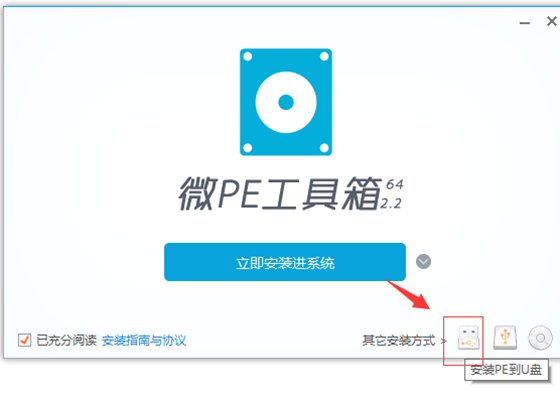 微PE工具箱 64
2.2
立即安装进系统
已充分阅读 安装指南与协议
其它安装方式 >
安装PE到U盘